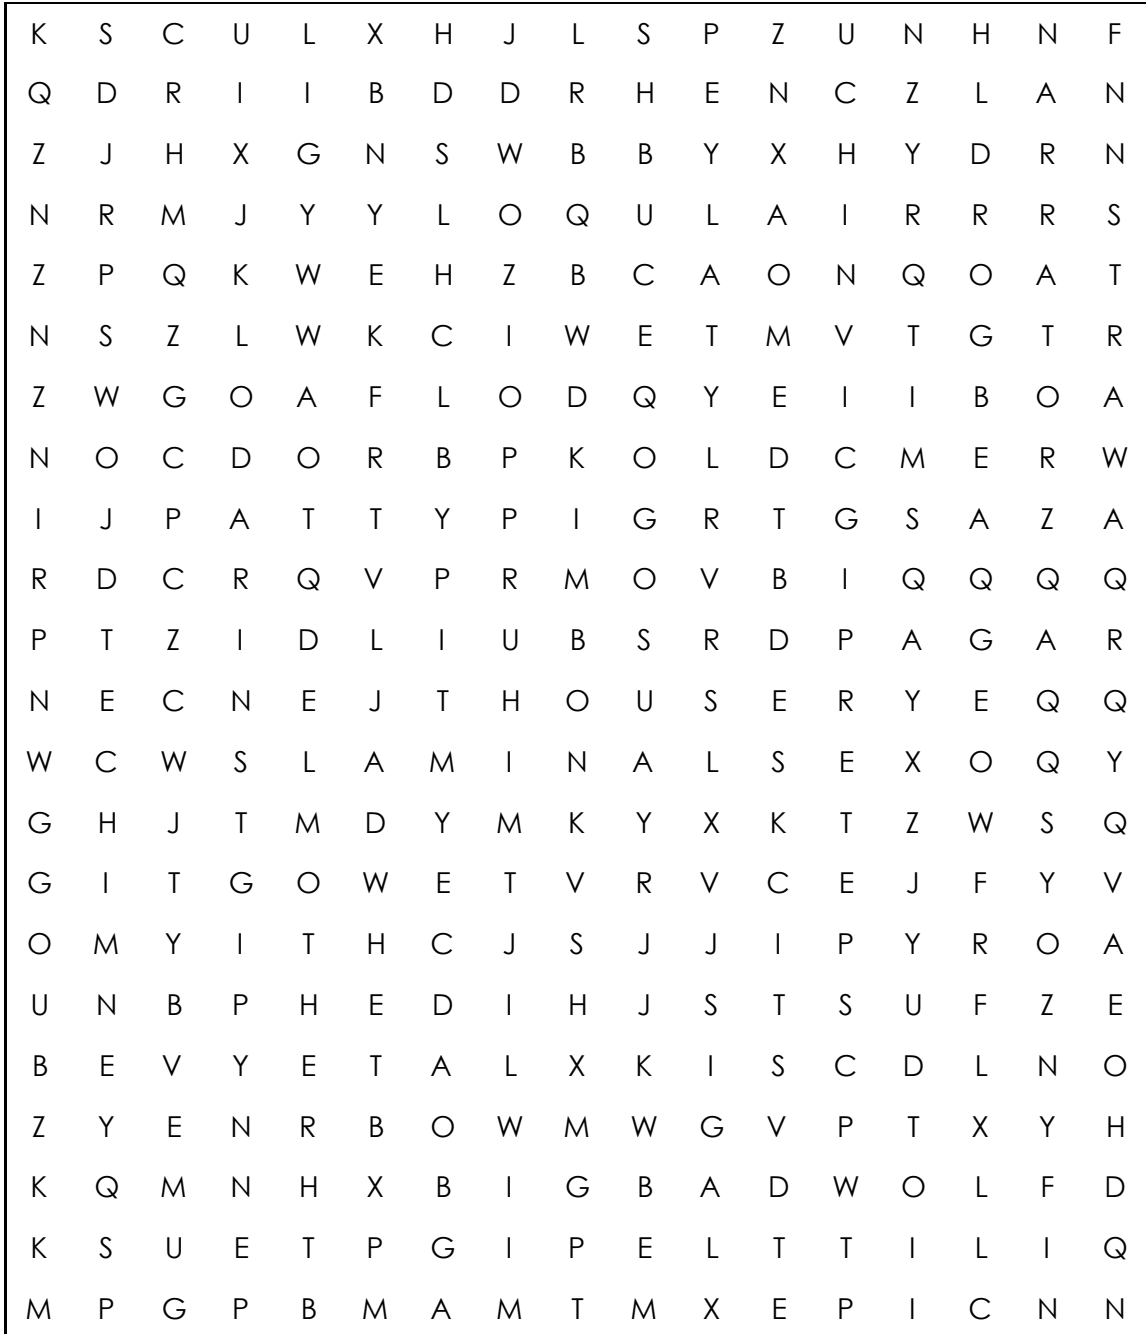 K S C U L X H J L S P Z U N H N F
Q D R I I B D D R H E N C Z L A N
Z J H X G N S W B B Y X H Y D R N
N R M J Y Y L O Q U L A I R R R S
Z P Q K W E H Z B C A O N Q O A T
N S Z L W K C I W E T M V T G T R
Z W G O A F L O D Q Y E I I B O A
N O C D O R B P K O L D C M E R W
I J P A T T Y P I G R T G S A Z A
R D C R Q V P R M O V B I Q Q Q Q
P T Z I D L I U B S R D P A G A R
N E C N E J T H O U S E R Y E Q Q
W C W S L A M I N A L S E X O Q Y
G H J T M D Y M K Y X K T Z W S Q
G I T G O W E T V R V C E J F Y V
O M Y I T H C J S J J I P Y R O A
U N B P H E D I H J S T S U F Z E
B E V Y E T A L X K I S C D L N O
Z Y E N R B O W M W G V P T X Y H
K Q M N H X B I G B A D W O L F D
K S U E T P G I P E L T T I L I Q
M P G P B M A M T M X E P I C N N